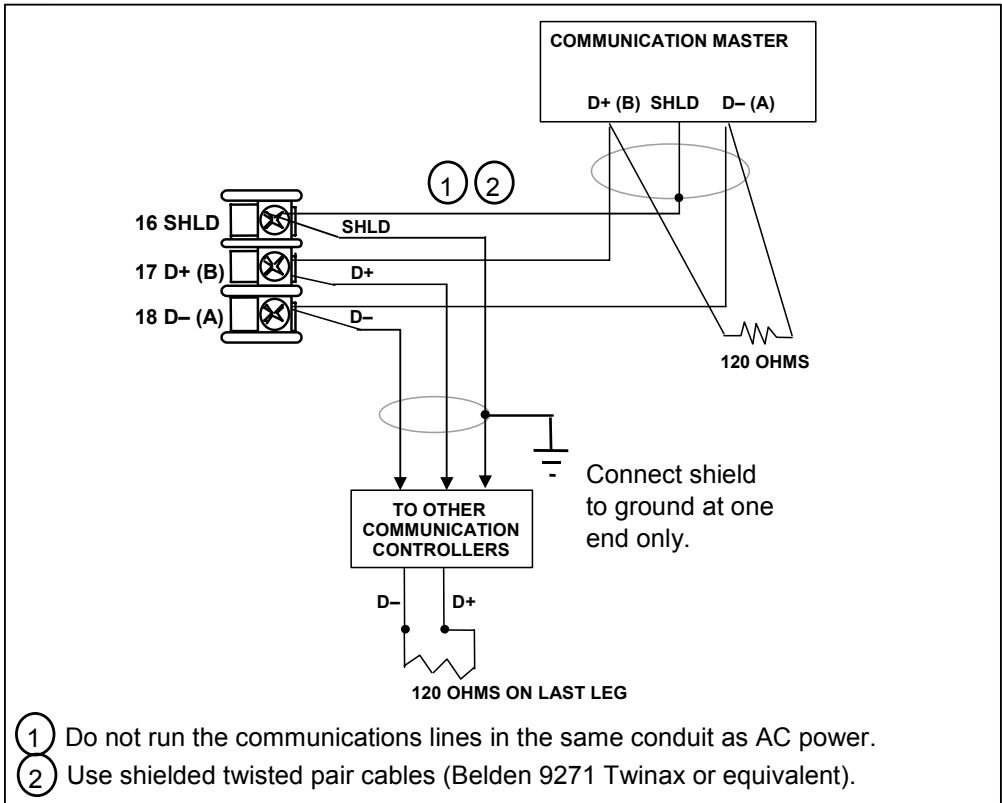 COMMUNICATION MASTER
D+ (B) SHLD D– (A)
1 2
16 SHLD
SHLD
17 D+ (B)
D+
18 D– (A)
D–
120 OHMS
Connect shield
to ground at one
end only.
TO OTHER
COMMUNICATION
CONTROLLERS
D– D+
120 OHMS ON LAST LEG
1 Do not run the communications lines in the same conduit as AC power.
2 Use shielded twisted pair cables (Belden 9271 Twinax or equivalent).